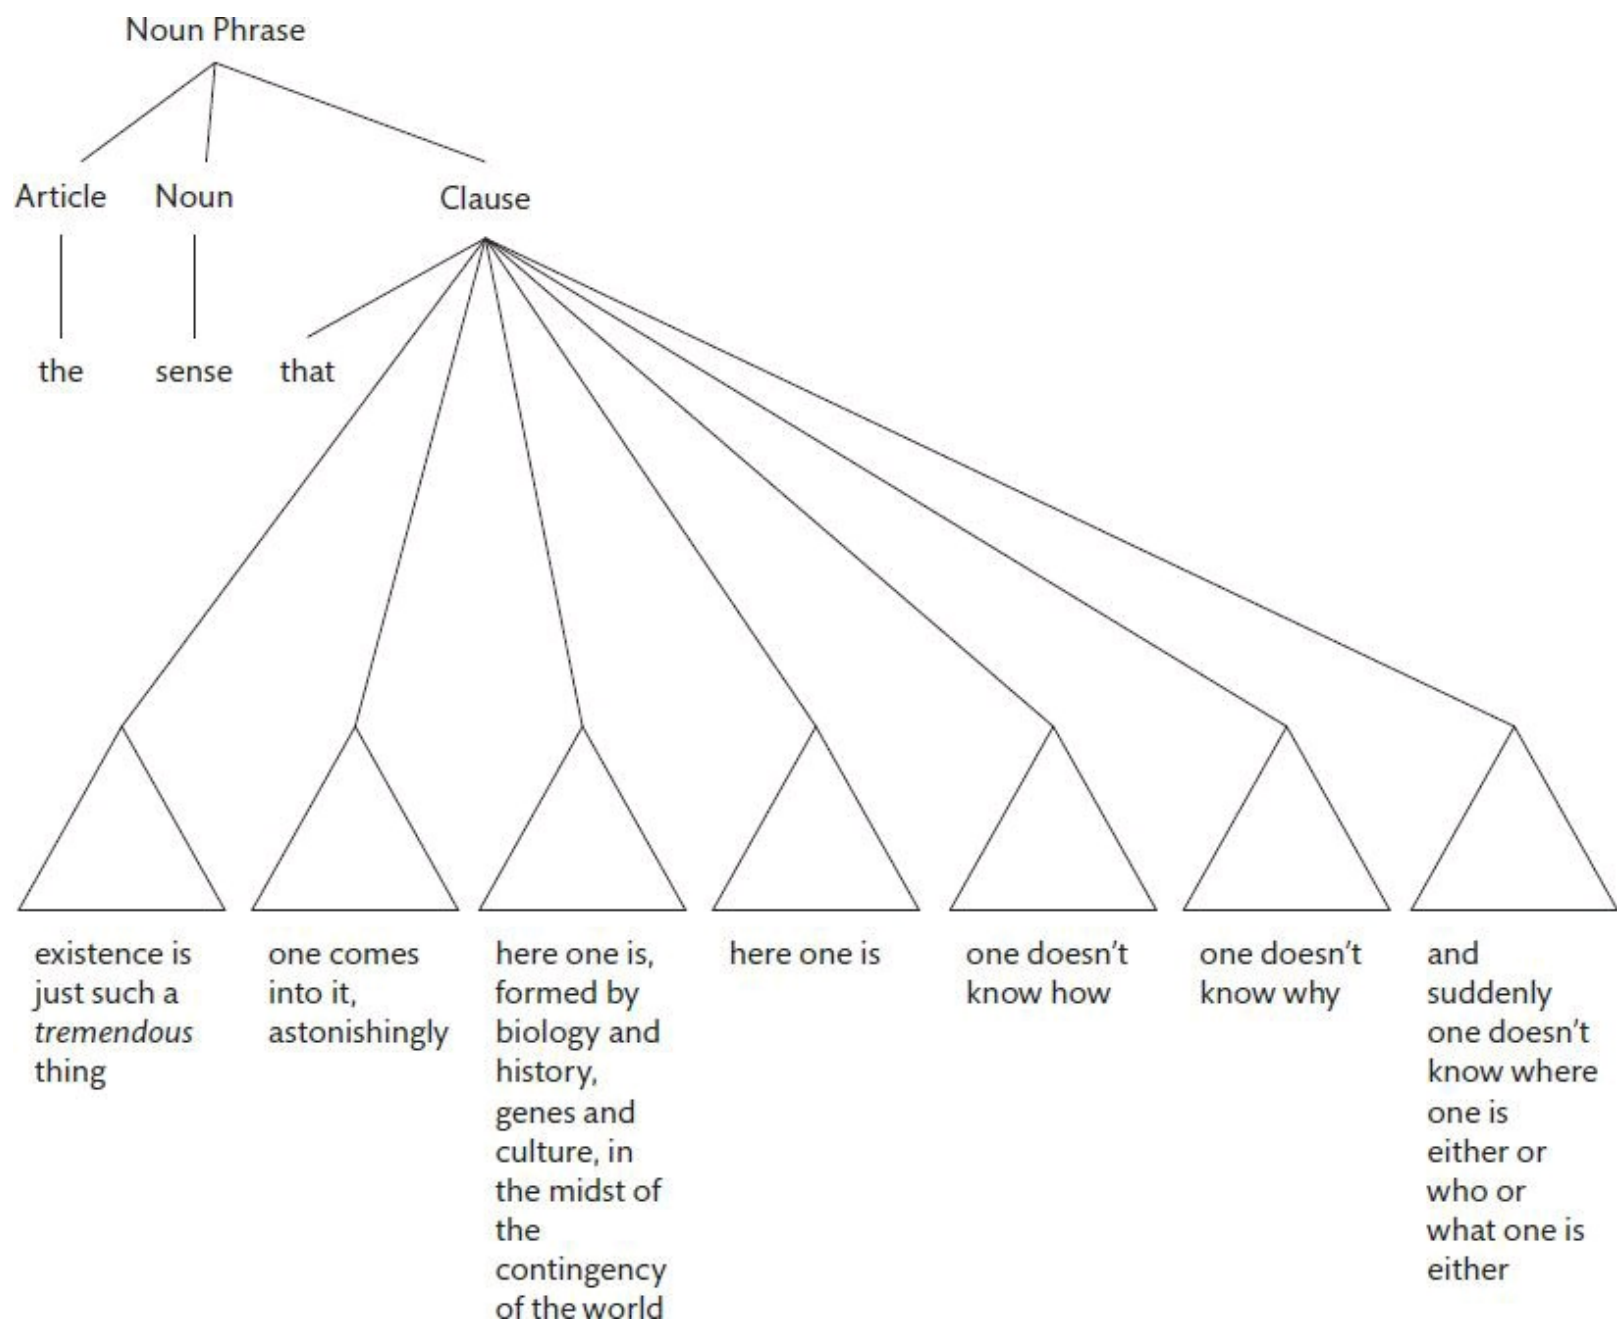 Noun Phrase
Article Noun Clause
the sense that
existence is
just such a
tremendous
thing
one comes
into it,
astonishingly
here one is,
formed by
biology and
history,
genes and
culture, in
the midst of
the
contingency
of the world
here one is
one doesn’t
know how
one doesn’t
know why
and
suddenly
one doesn’t
know where
one is
either or
who or
what one is
either